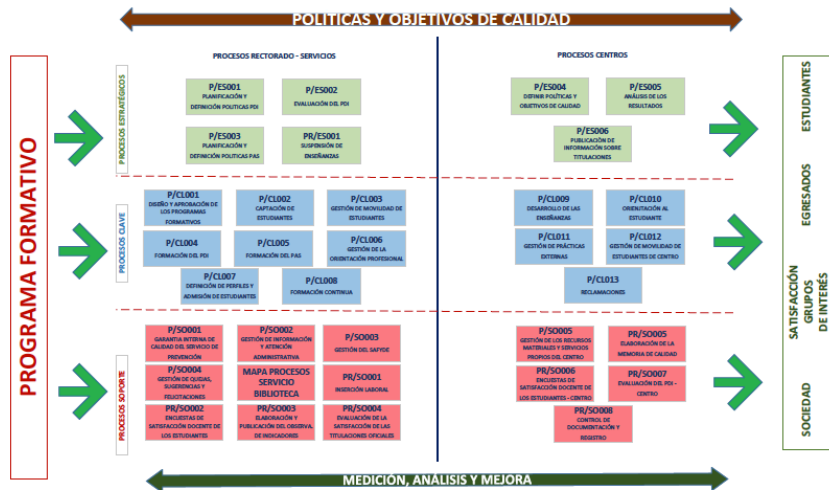 POLÍTICAS Y OBJETIVOS DE CALIDAD
PROGRAMA FORMATIVO
PROCESOS RECTORADO - SERVICIOS
PROCESOS CENTROS
PROCESOS ESTRATÉGICOS
P/ES001
PLANIFICACIÓN Y
DEFINICIÓN POLITICAS PDI
P/ES002
EVALUACIÓN DEL PDI
P/ES003
PLANIFICACIÓN Y
DEFINICIÓN POLITICAS PAS
PR/ES001
SUSPENSIÓN DE
ENSEÑANZAS
P/ES004
DEFINIR POLÍTICAS Y
OBJETIVOS DE CALIDAD
P/ES005
ANÁLISIS DE LOS
RESULTADOS
P/ES006
PUBLICACIÓN DE
INFORMACIÓN SOBRE
TITULACIONES
PROCESOS CLAVE
P/CL001
DISEÑO Y APROBACIÓN DE
LOS PROGRAMAS
FORMATIVOS
P/CL002
CAPTACIÓN DE
ESTUDIANTES
P/CL003
GESTIÓN DE MOVILIDAD DE
ESTUDIANTES
P/CL004
FORMACIÓN DEL PDI
P/CL005
FORMACIÓN DEL PAS
P/CL006
GESTIÓN DE LA
ORIENTACIÓN PROFESIONAL
P/CL007
DEFINICIÓN DE PERFILES Y
ADMISIÓN DE ESTUDIANTES
P/CL008
FORMACIÓN CONTINUA
P/CL009
DESARROLLO DE LAS
ENSEÑANZAS
P/CL010
ORIENTACIÓN AL
ESTUDIANTE
P/CL011
GESTIÓN DE PRÁCTICAS
EXTERNAS
P/CL012
GESTIÓN DE MOVILIDAD DE
ESTUDIANTES DE CENTRO
P/CL013
RECLAMACIONES
PROCESOS SOPORTE
P/SO001
GARANTIA INTERNA DE
CALIDAD DEL SERVICIO DE
PREVENCIÓN
P/SO002
GESTIÓN DE INFORMACIÓN
Y ATENCIÓN
ADMINISTRATIVA
P/SO003
GESTIÓN DEL SAFYDE
P/SO004
GESTIÓN DE QUEJAS,
SUGERENCIAS Y
FELICITACIONES
MAPA PROCESOS
SERVICIO
BIBLIOTECA
PR/SO001
INSERCIÓN LABORAL
PR/SO002
ENCUESTAS DE
SATISFACCIÓN DOCENTE DE
LOS ESTUDIANTES
PR/SO003
ELABORACIÓN Y
PUBLICACIÓN DEL OBSERVA.
DE INDICADORES
PR/SO004
EVALUACIÓN DE LA
SATISFACCIÓN DE LAS
TITULACIONES OFICIALES
P/SO005
GESTIÓN DE LOS RECURSOS
MATERIALES Y SERVICIOS
PROPIOS DEL CENTRO
PR/SO005
ELABORACIÓN DE LA
MEMORIA DE CALIDAD
PR/SO006
ENCUESTAS DE
SATISFACCIÓN DOCENTE DE
LOS ESTUDIANTES - CENTRO
PR/SO007
EVALUACIÓN DEL PDI -
CENTRO
PR/SO008
CONTROL DE
DOCUMENTACIÓN Y
REGISTRO
ESTUDIANTES
EGRESADOS
SATISFACCIÓN
GRUPOS
DE INTERÉS
SOCIEDAD
MEDICIÓN, ANÁLISIS Y MEJORA